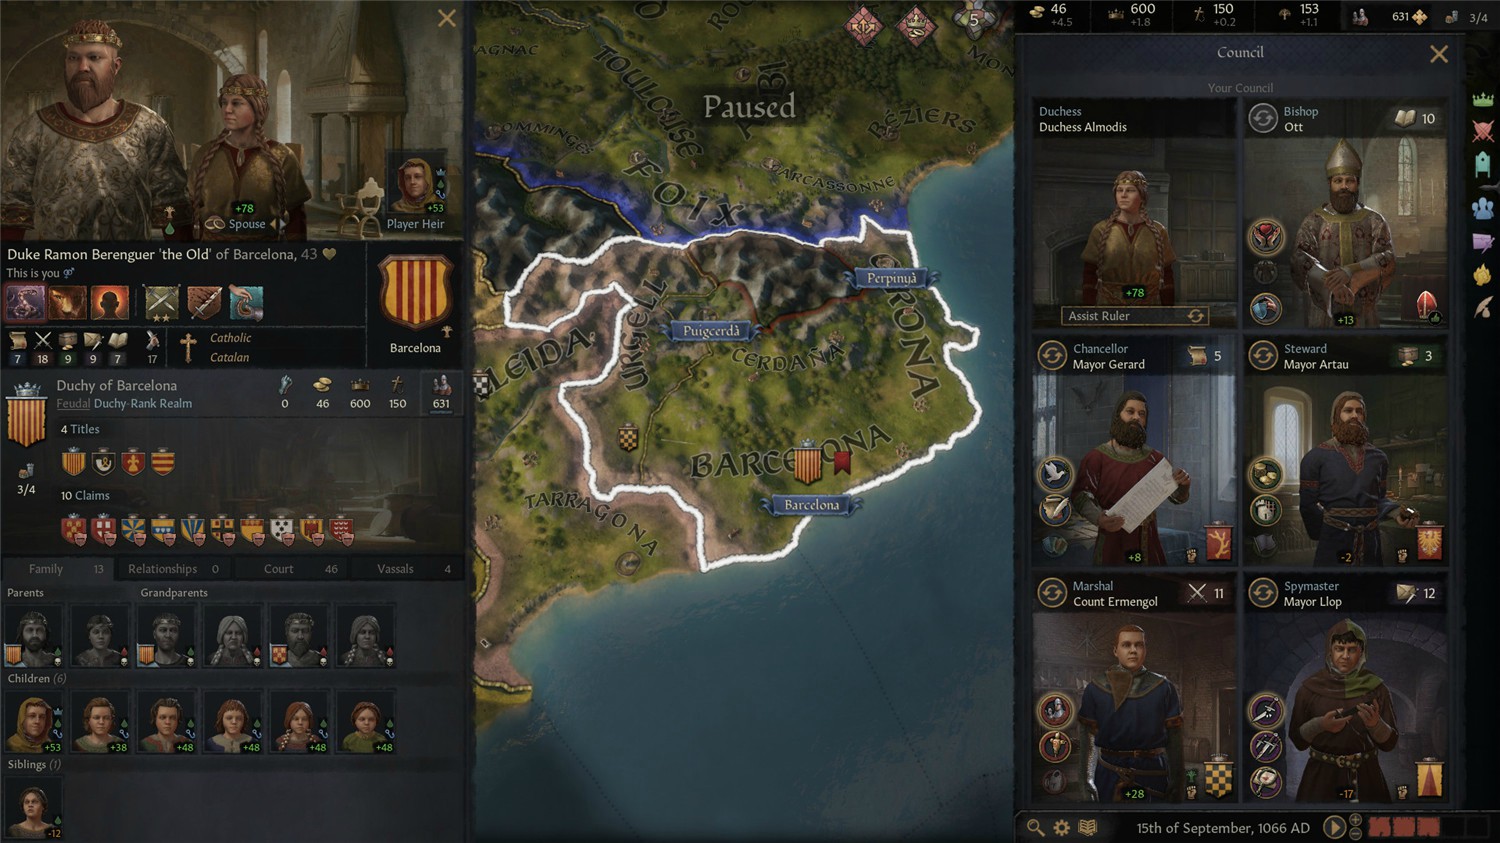 +78
Spouse
+53
Player Heir
Duke Ramon Berenguer 'the Old' of Barcelona, 43
This is you
7 18 9 9 7 17
Catholic
Catalan
Barcelona
Duchy of Barcelona
Feudal Duchy-Rank Realm
0 46 600 150 631
4 Titles
3/4
10 Claims
Family 13
Relationships 0
Court 46
Vassals 4
Parents
Grandparents
Children (6)
+53 +38 +48 +48 +48 +48
Siblings (1)
-12
Paused
TOULOUSE
COMMINGES
FOIX
CARCASSONNE
BÉZIERS
Perpinyà
Puigcerdà
URGELL
CERDANYA
GIRONA
LLEIDA
BARCELONA
Barcelona
TARRAGONA
5
46 +4.5
600 +1.8
150 +0.2
153 +1.1
631
3/4
Council
Your Council
Duchess
Duchess Almodis
+78
Assist Ruler
Bishop
Ott
10
+13
Chancellor
Mayor Gerard
5
+8
Steward
Mayor Artau
3
-2
Marshal
Count Ermengol
11
+28
Spymaster
Mayor Llop
12
-17
15th of September, 1066 AD